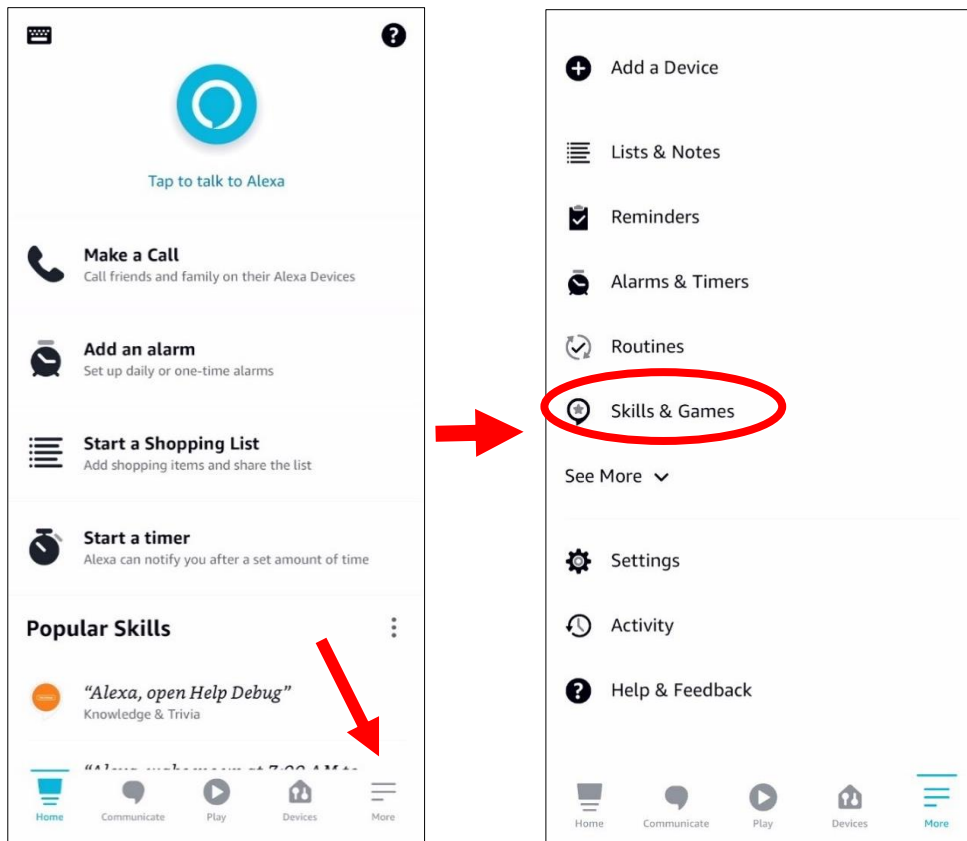 Tap to talk to Alexa
Make a Call
Call friends and family on their Alexa Devices
Add an alarm
Set up daily or one-time alarms
Start a Shopping List
Add shopping items and share the list
Start a timer
Alexa can notify you after a set amount of time
Popular Skills
“Alexa, open Help Debug”
Knowledge & Trivia
Home Communicate Play Devices More
Add a Device
Lists & Notes
Reminders
Alarms & Timers
Routines
Skills & Games
See More
Settings
Activity
Help & Feedback
Home Communicate Play Devices More